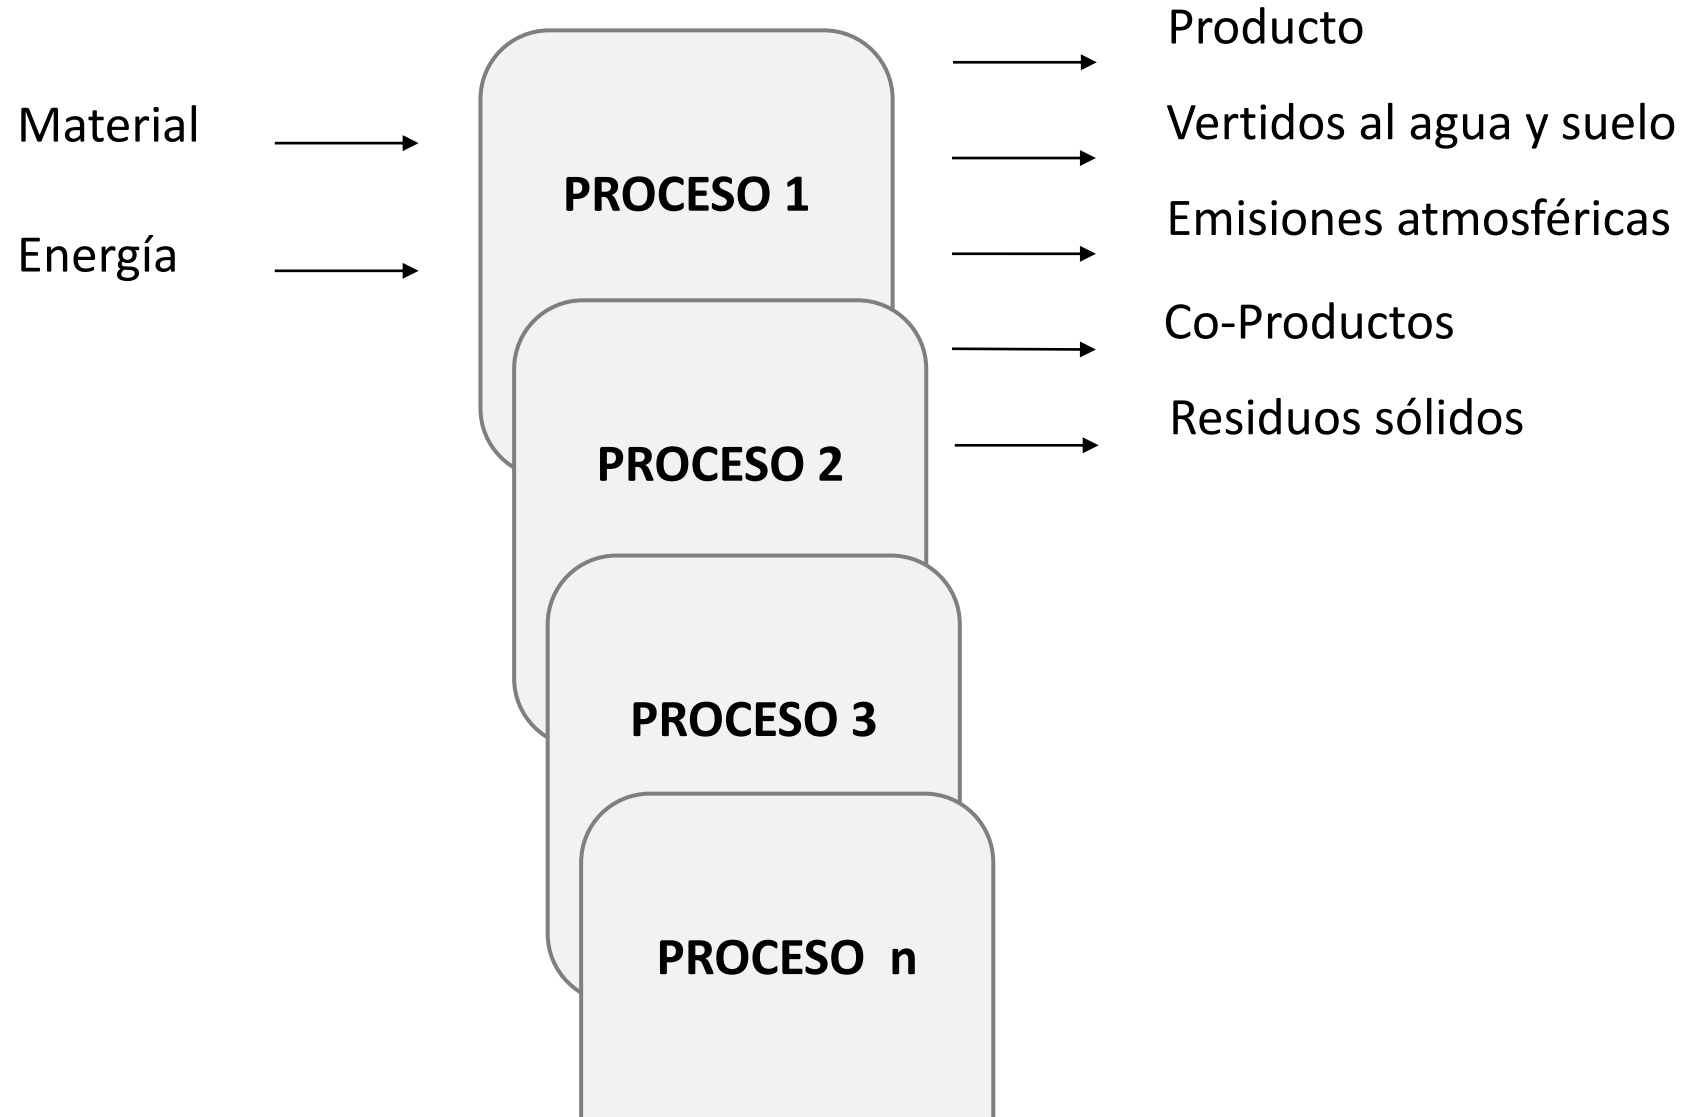 Material
Energía
PROCESO 1
PROCESO 2
PROCESO 3
PROCESO n
Producto
Vertidos al agua y suelo
Emisiones atmosféricas
Co-Productos
Residuos sólidos